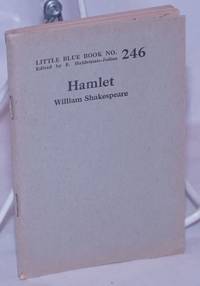 LITTLE BLUE BOOK NO. 246
Edited by E. Haldeman-Julius
Hamlet
William Shakespeare